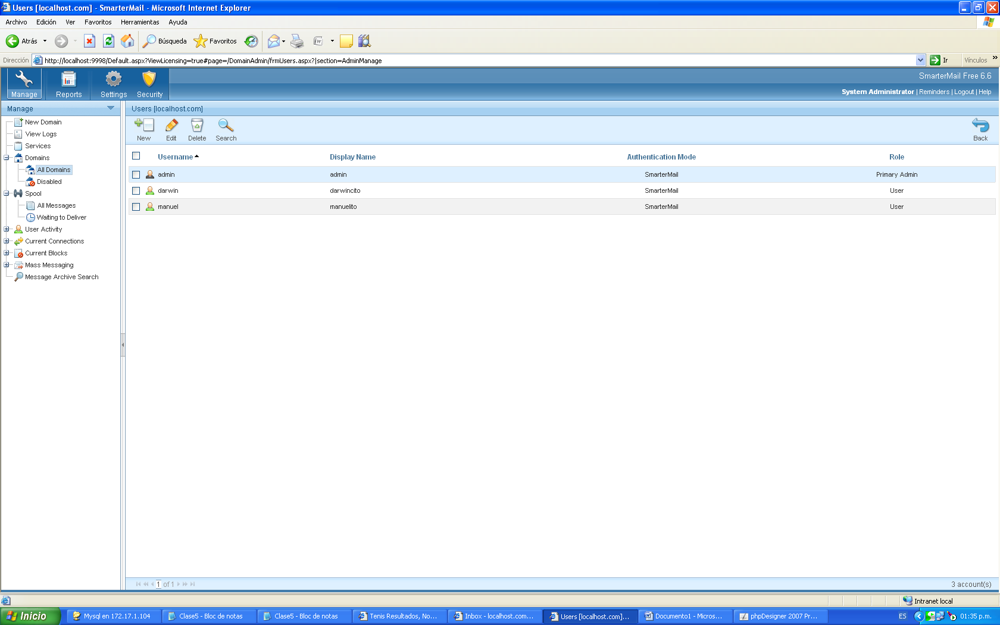 Users [localhost.com] - SmarterMail - Microsoft Internet Explorer
Archivo Edición Ver Favoritos Herramientas Ayuda
Atrás Búsqueda Favoritos
Dirección http://localhost:9998/Default.aspx?ViewLicensing=true#page=/DomainAdmin/frmUsers.aspx?|section=AdminManage Ir Vínculos »
Manage Reports Settings Security
SmarterMail Free 6.6
System Administrator | Reminders | Logout | Help
Manage
New Domain
View Logs
Services
Domains
All Domains
Disabled
Spool
All Messages
Waiting to Deliver
User Activity
Current Connections
Current Blocks
Mass Messaging
Message Archive Search
Users [localhost.com]
New Edit Delete Search Back
Username Display Name Authentication Mode Role
admin admin SmarterMail Primary Admin
darwin darwincito SmarterMail User
manuel manuelito SmarterMail User
1 of 1 3 account(s)
Intranet local
Inicio Mysql en 172.17.1.104 Clase5 - Bloc de notas Clase5 - Bloc de notas Tenis Resultados, No... Inbox - localhost.com... Users [localhost.com]... Documento1 - Micros... phpDesigner 2007 Pr... ES 01:35 p.m.